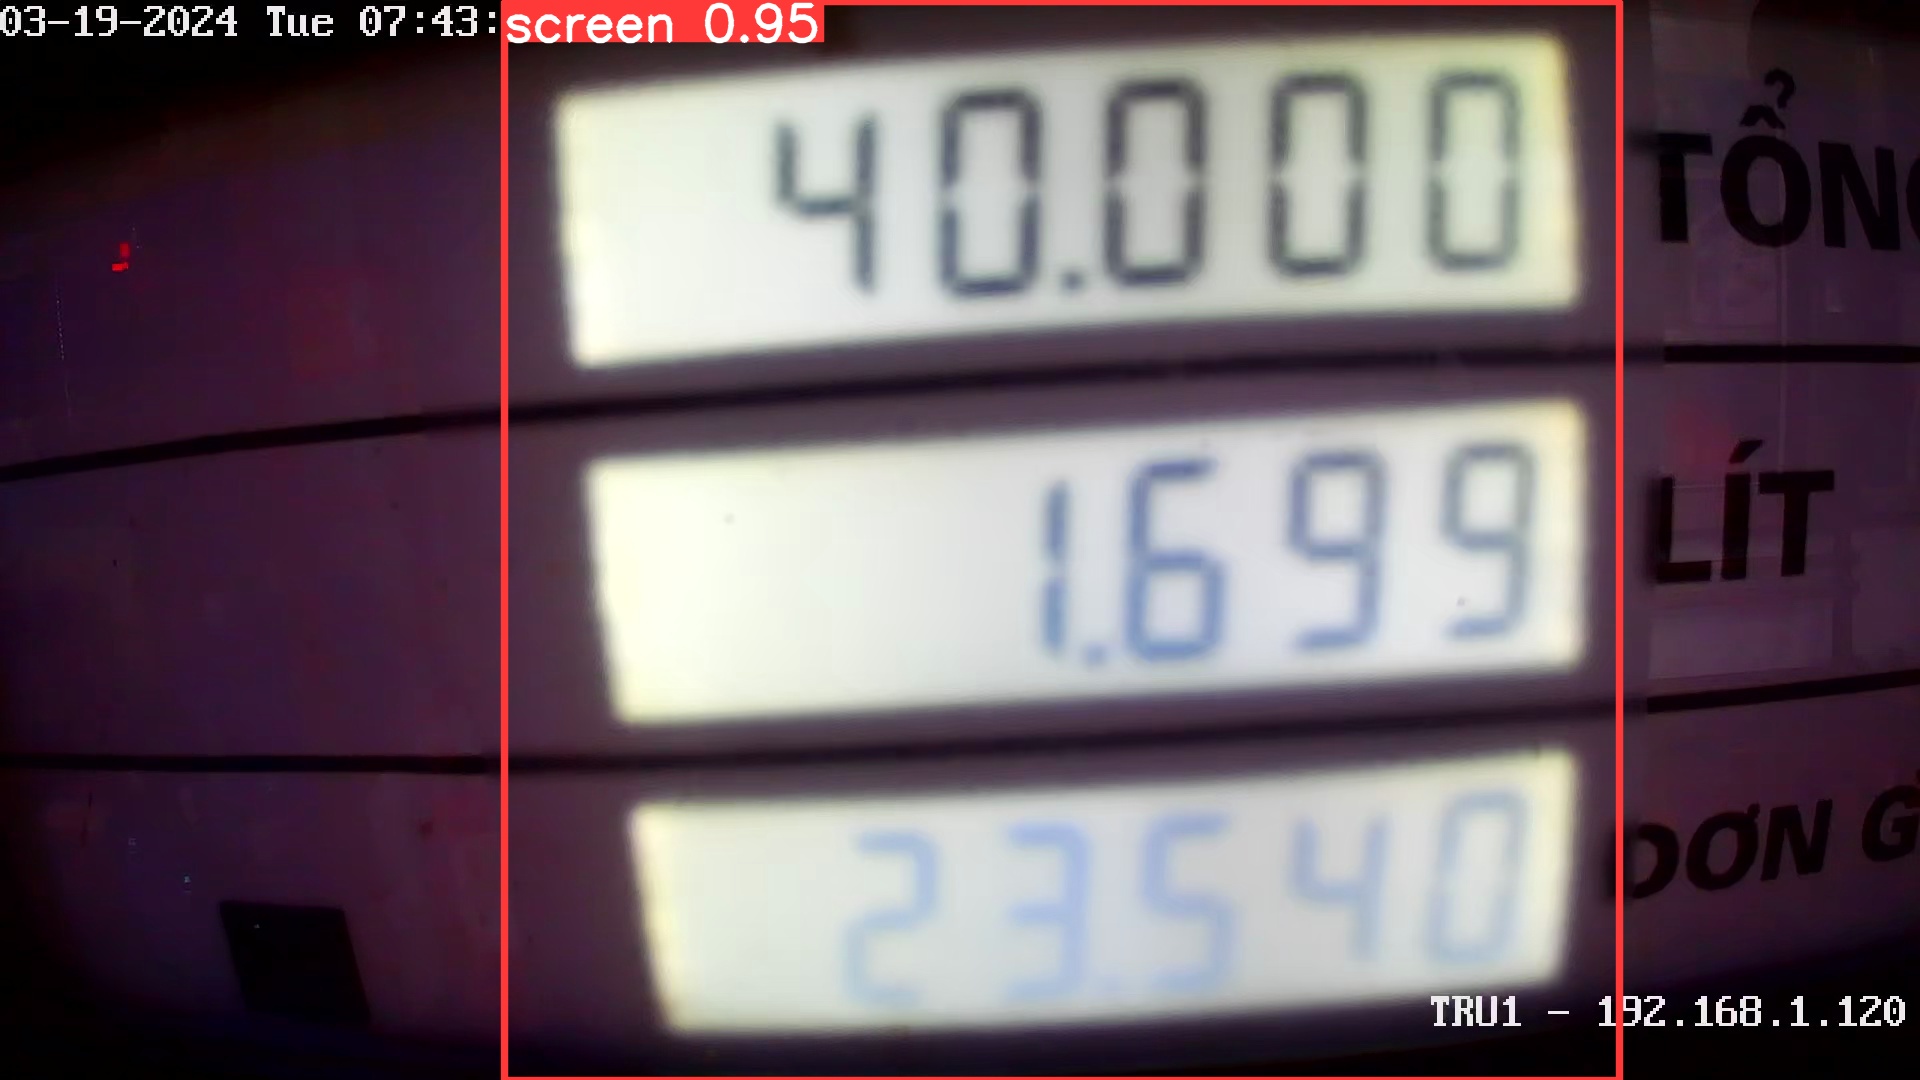 03-19-2024 Tue 07:43:
screen 0.95
40.000
TỔN
1.699
LÍT
23.540
ĐƠN G
TRU1 - 192.168.1.120